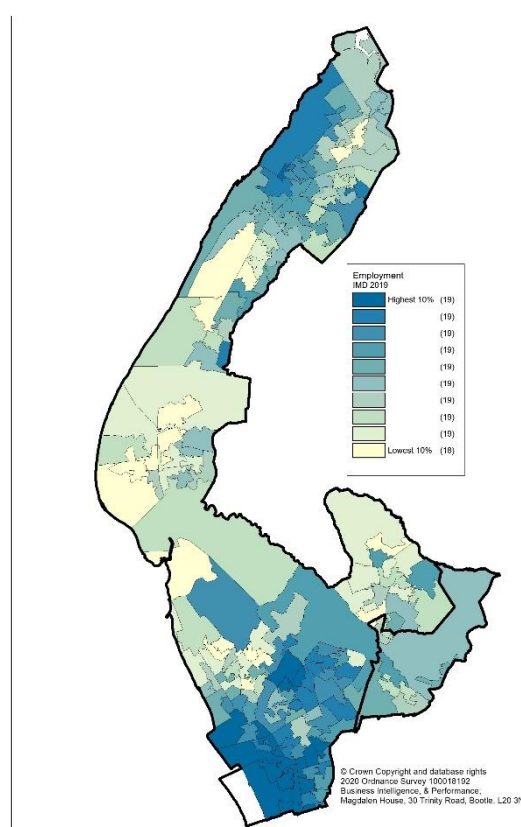 Employment
IMD 2019
Highest 10% (19)
(19)
(19)
(19)
(19)
(19)
(19)
(19)
(19)
Lowest 10% (18)
© Crown Copyright and database rights
2020 Ordnance Survey 100018192
Business Intelligence, & Performance,
Magdalen House, 30 Trinity Road, Bootle, L20